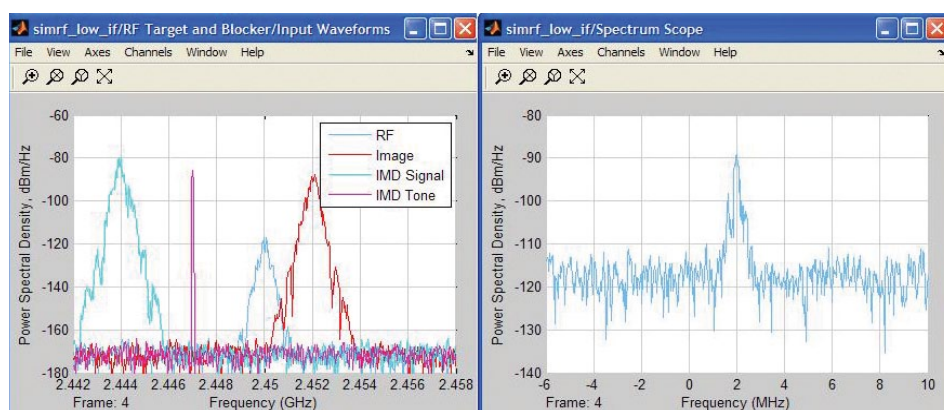 simrf_low_if/RF Target and Blocker/Input Waveforms
File View Axes Channels Window Help
-60
-80
-100
-120
-140
-160
-180
Power Spectral Density, dBm/Hz
RF
Image
IMD Signal
IMD Tone
2.442 2.444 2.446 2.448 2.45 2.452 2.454 2.456 2.458
Frame: 4 Frequency (GHz)
simrf_low_if/Spectrum Scope
File View Axes Channels Window Help
-80
-90
-100
-110
-120
-130
-140
Power Spectral Density, dBm/Hz
-6 -4 -2 0 2 4 6 8 10
Frame: 4 Frequency (MHz)